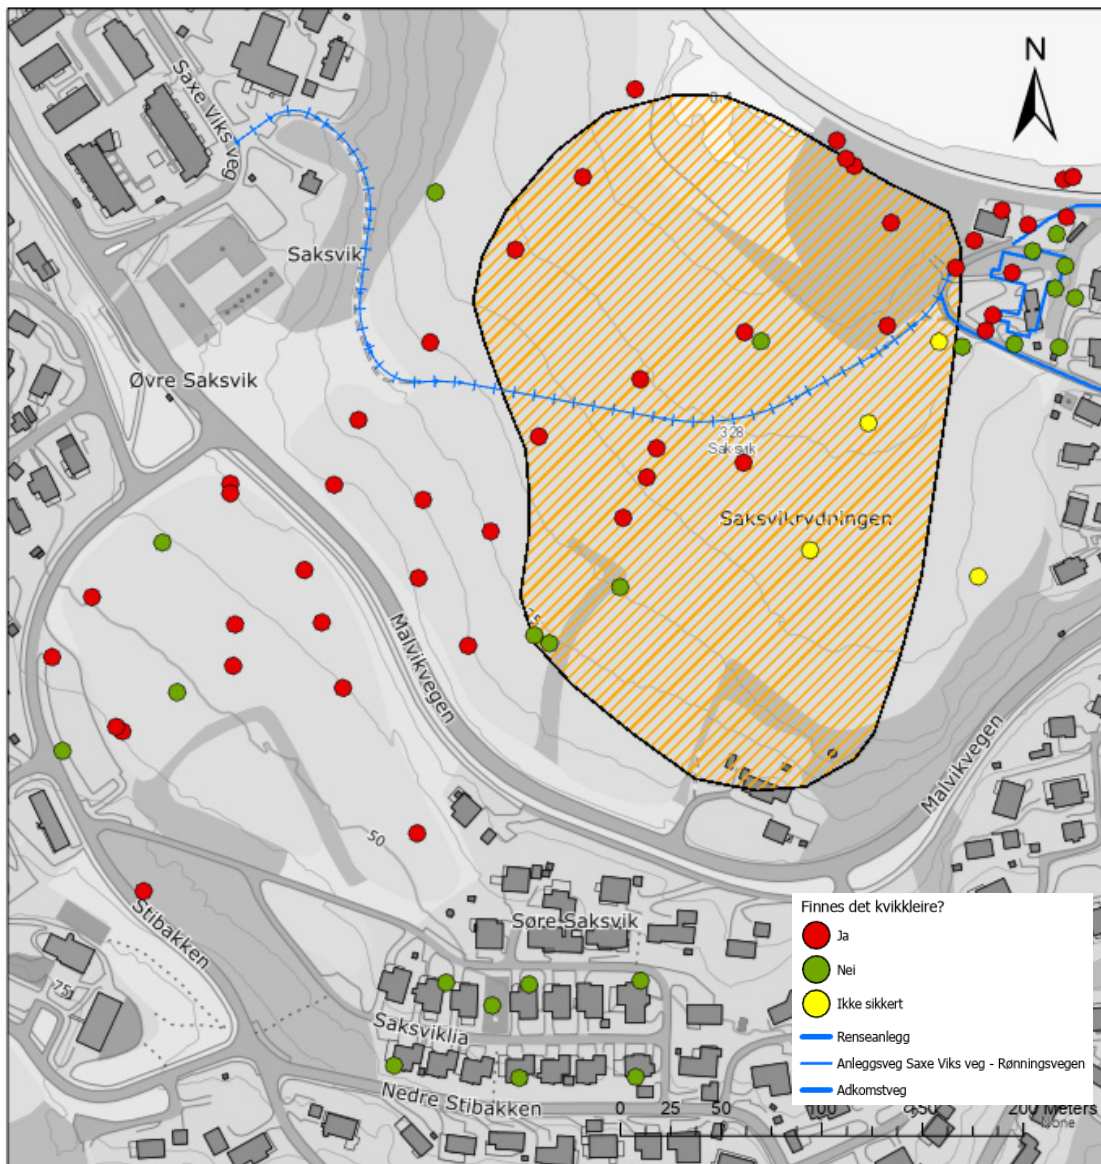 N
Saxe Viks veg
Saksvik
Øvre Saksvik
328
Saksvik
Saksvikrydningen
Malvikvegen
Malvikvegen
50
Stibakken
75
Søre Saksvik
Saksviklia
Nedre Stibakken
Finnes det kvikkleire?
Ja
Nei
Ikke sikkert
Renseanlegg
Anleggsveg Saxe Viks veg - Rønningsvegen
Adkomstveg
0 25 50 100 150 200 Meters
None